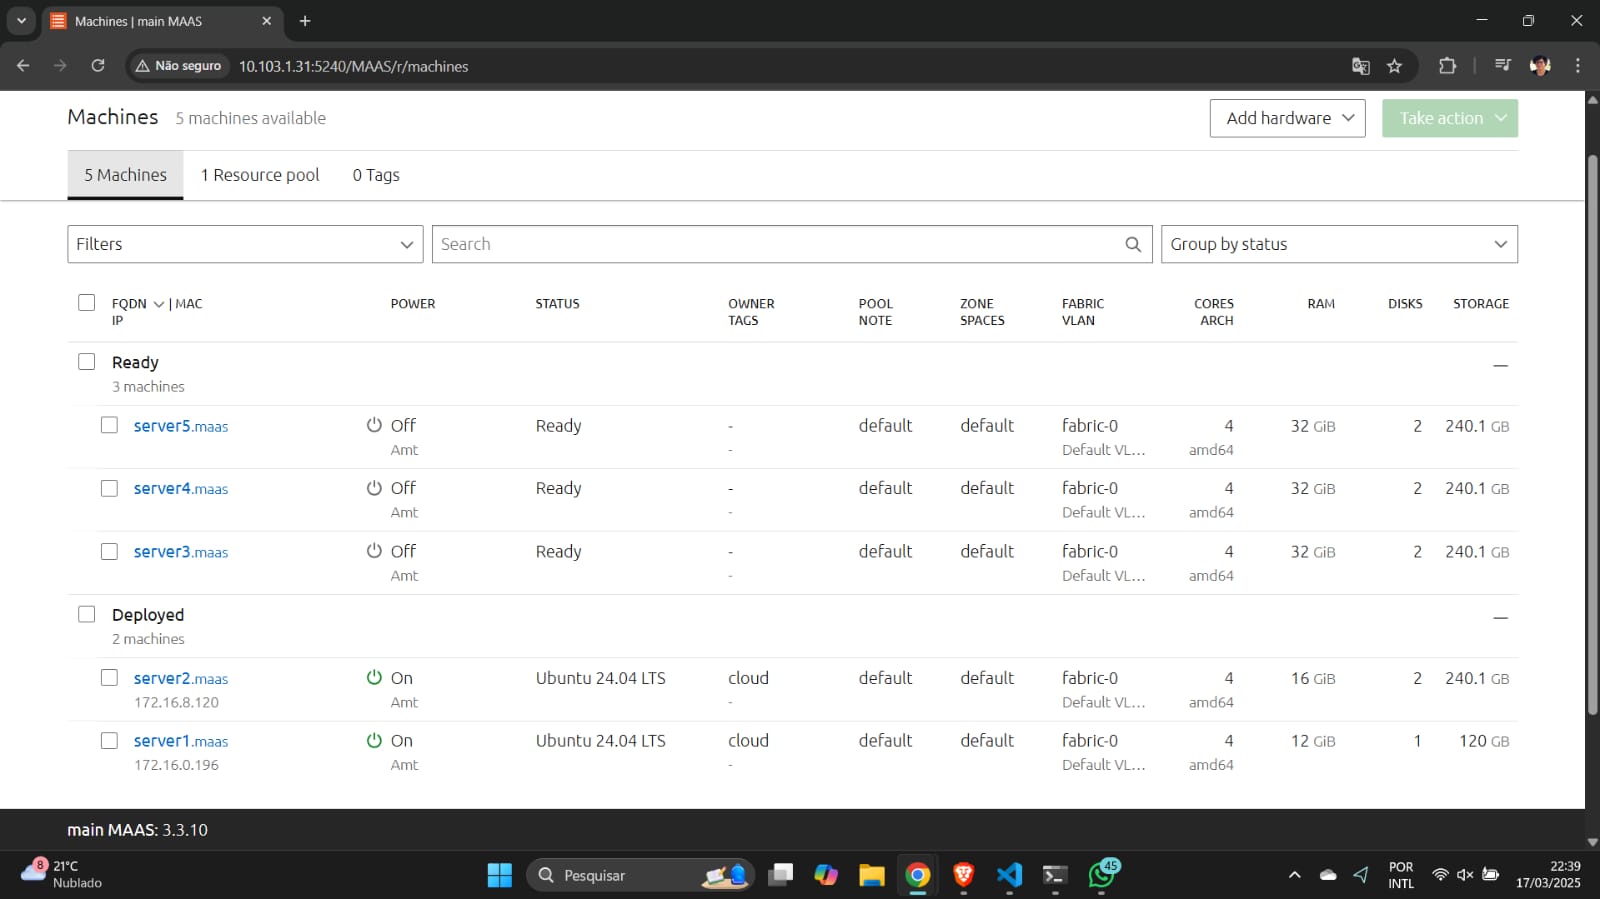 Machines | main MAAS
Não seguro 10.103.1.31:5240/MAAS/r/machines
Machines 5 machines available
Add hardware Take action
5 Machines 1 Resource pool 0 Tags
Filters Search Group by status
FQDN | MAC POWER STATUS OWNER POOL ZONE FABRIC CORES RAM DISKS STORAGE
IP TAGS NOTE SPACES VLAN ARCH
Ready
3 machines
server5.maas Off Ready - default default fabric-0 4 32 GiB 2 240.1 GB
Amt - Default VL... amd64
server4.maas Off Ready - default default fabric-0 4 32 GiB 2 240.1 GB
Amt - Default VL... amd64
server3.maas Off Ready - default default fabric-0 4 32 GiB 2 240.1 GB
Amt - Default VL... amd64
Deployed
2 machines
server2.maas On Ubuntu 24.04 LTS cloud default default fabric-0 4 16 GiB 2 240.1 GB
172.16.8.120 Amt - Default VL... amd64
server1.maas On Ubuntu 24.04 LTS cloud default default fabric-0 4 12 GiB 1 120 GB
172.16.0.196 Amt - Default VL... amd64
main MAAS: 3.3.10
8 21°C Pesquisar 45 POR 22:39
Nublado INTL 17/03/2025